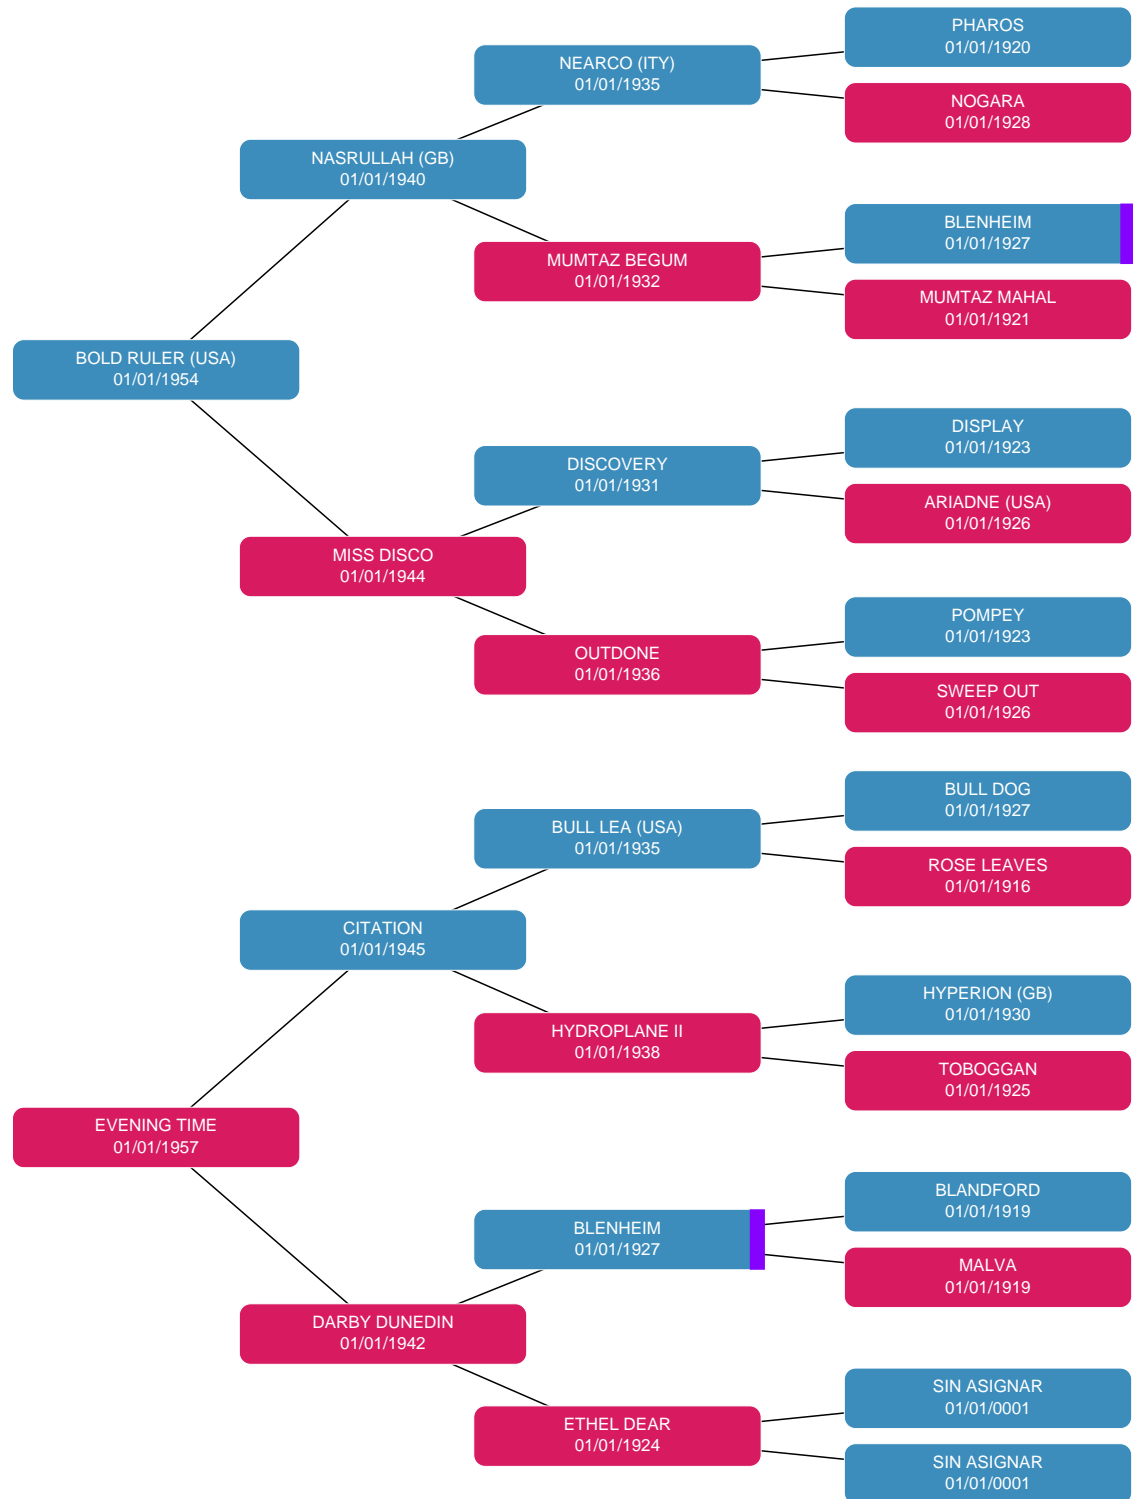 PHAROS
01/01/1920
NEARCO (ITY)
01/01/1935
NOGARA
01/01/1928
NASRULLAH (GB)
01/01/1940
BLENHEIM
01/01/1927
MUMTAZ BEGUM
01/01/1932
MUMTAZ MAHAL
01/01/1921
BOLD RULER (USA)
01/01/1954
DISPLAY
01/01/1923
DISCOVERY
01/01/1931
ARIADNE (USA)
01/01/1926
MISS DISCO
01/01/1944
POMPEY
01/01/1923
OUTDONE
01/01/1936
SWEEP OUT
01/01/1926
BULL DOG
01/01/1927
BULL LEA (USA)
01/01/1935
ROSE LEAVES
01/01/1916
CITATION
01/01/1945
HYPERION (GB)
01/01/1930
HYDROPLANE II
01/01/1938
TOBOGGAN
01/01/1925
EVENING TIME
01/01/1957
BLANDFORD
01/01/1919
BLENHEIM
01/01/1927
MALVA
01/01/1919
DARBY DUNEDIN
01/01/1942
SIN ASIGNAR
01/01/0001
ETHEL DEAR
01/01/1924
SIN ASIGNAR
01/01/0001